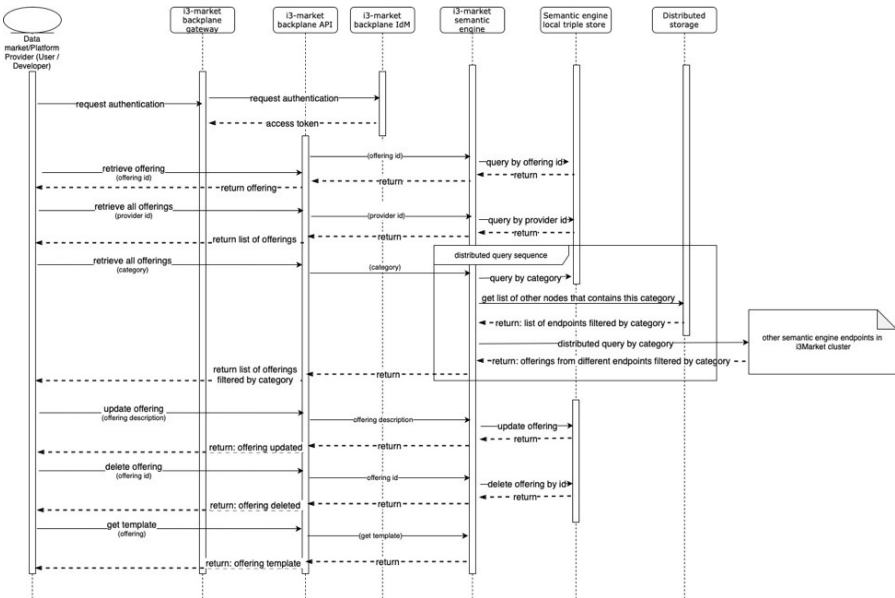 i3-market
backplane
gateway
i3-market
backplane API
i3-market
backplane IdM
i3-market
semantic
engine
Semantic engine
local triple store
Distributed
storage
Data
market/Platform
Provider (User /
Developer)
request authentication
request authentication
access token
(offering id)
query by offering id
retrieve offering
(offering id)
return
return
return offering
retrieve all offerings
(provider id)
(provider id)
query by provider id
return
return
return list of offerings
distributed query sequence
retrieve all offerings
(category)
(category)
query by category
get list of other nodes that contains this category
return: list of endpoints filtered by category
other semantic engine endpoints in
i3Market cluster
distributed query by category
return: offerings from different endpoints filtered by category
return list of offerings
filtered by category
return
update offering
(offering description)
offering description
update offering
return
return
return: offering updated
delete offering
(offering id)
offering id
delete offering by id
return
return
return: offering deleted
get template
(offering)
(get template)
return
return: offering template